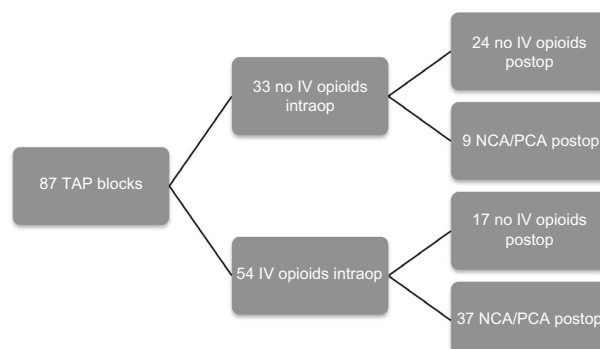 87 TAP blocks
33 no IV opioids
intraop
54 IV opioids intraop
24 no IV opioids
postop
9 NCA/PCA postop
17 no IV opioids
postop
37 NCA/PCA postop